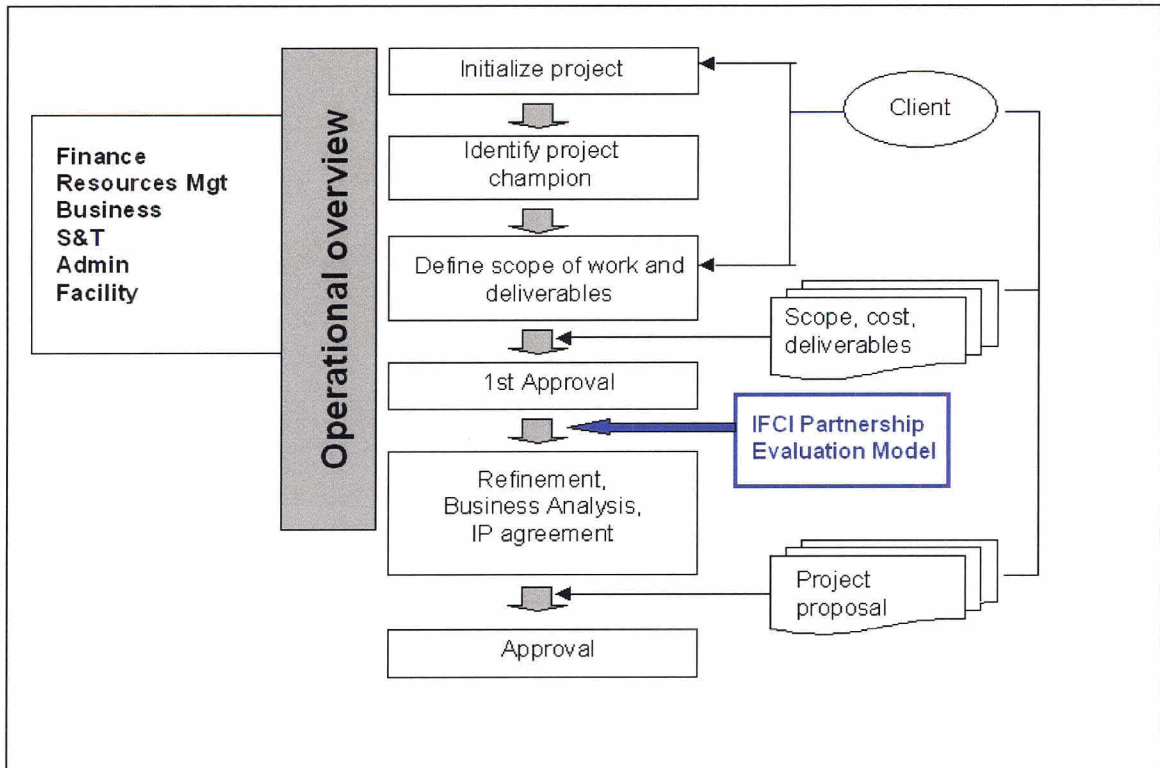 Finance
Resources Mgt
Business
S&T
Admin
Facility
Operational overview
Initialize project
Identify project
champion
Define scope of work and
deliverables
1st Approval
Refinement,
Business Analysis,
IP agreement
Approval
Client
Scope, cost,
deliverables
IFCI Partnership
Evaluation Model
Project
proposal